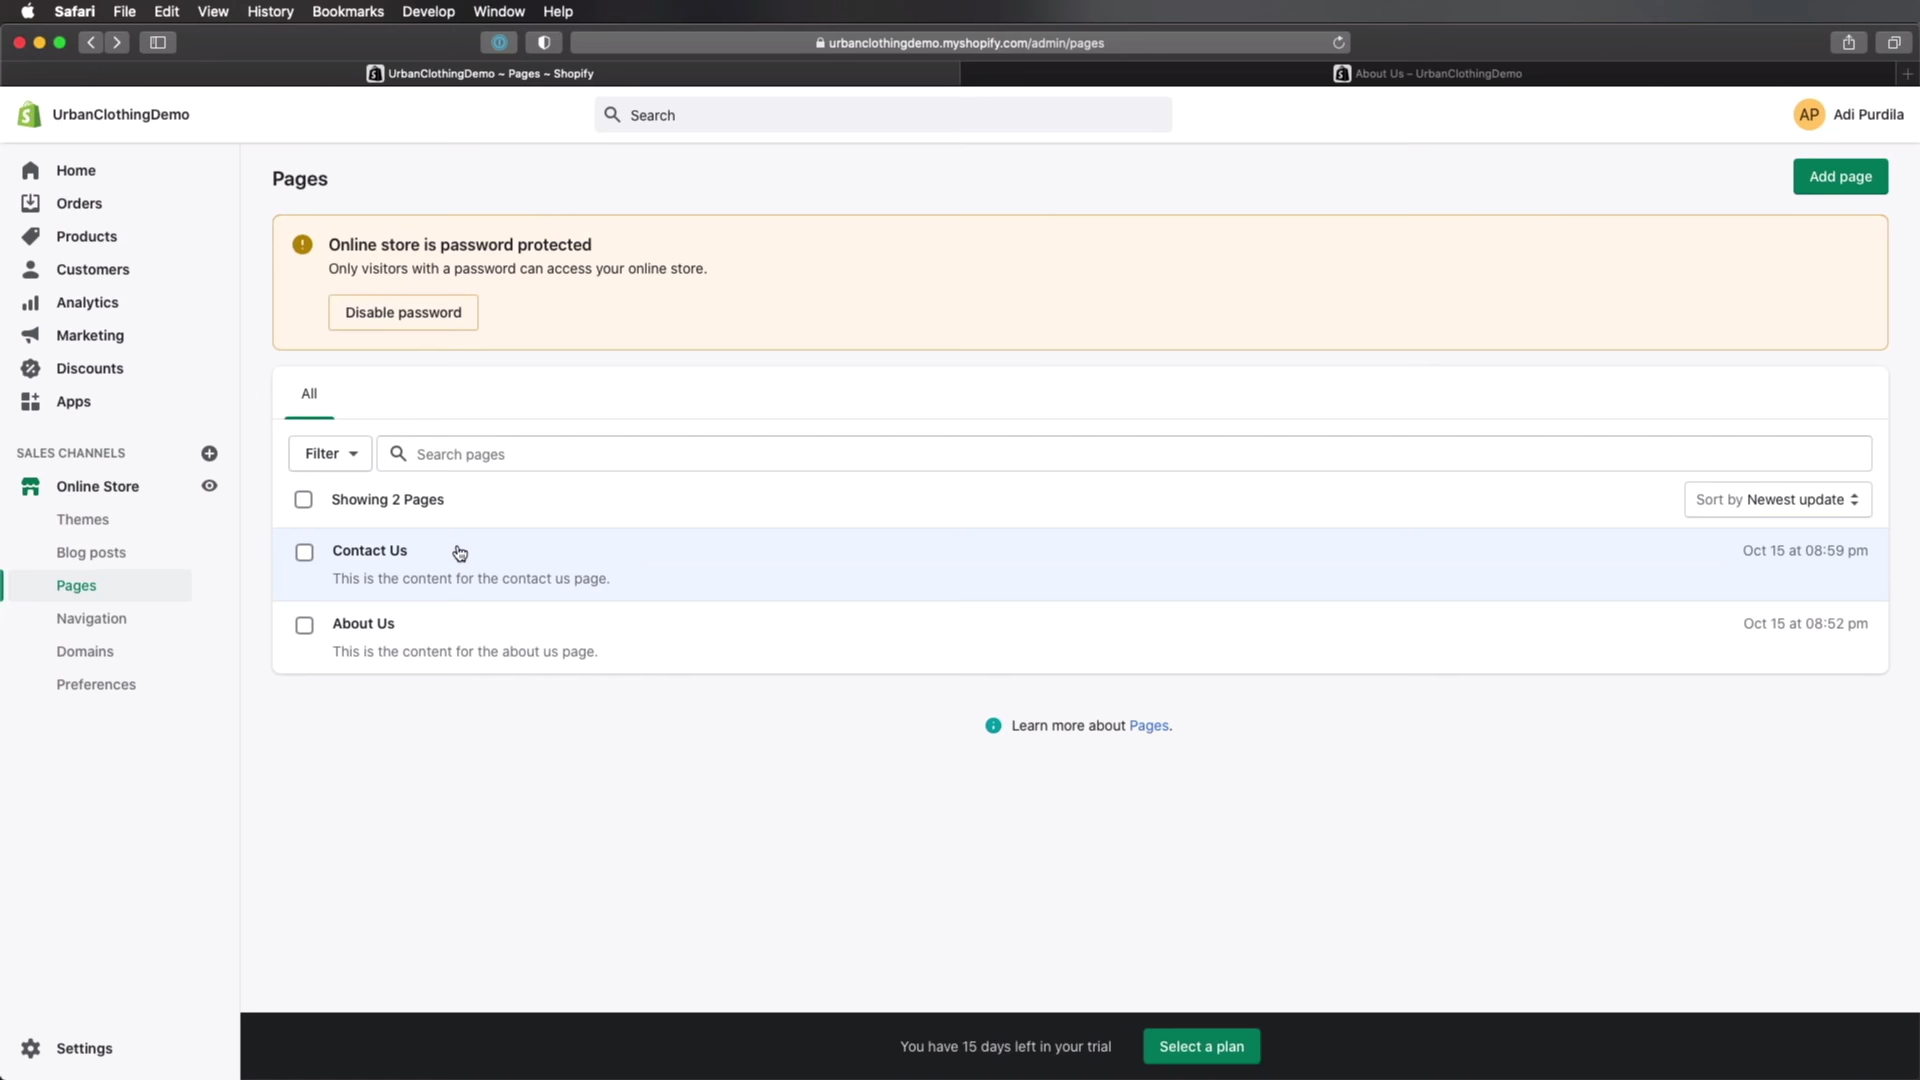 Safari File Edit View History Bookmarks Develop Window Help
urbanclothingdemo.myshopify.com/admin/pages
UrbanClothingDemo ~ Pages ~ Shopify
About Us – UrbanClothingDemo
UrbanClothingDemo
Search
AP Adi Purdila
Home
Orders
Products
Customers
Analytics
Marketing
Discounts
Apps
SALES CHANNELS
Online Store
Themes
Blog posts
Pages
Navigation
Domains
Preferences
Settings
Pages
Add page
Online store is password protected
Only visitors with a password can access your online store.
Disable password
All
Filter
Search pages
Showing 2 Pages
Sort by Newest update
Contact Us
Oct 15 at 08:59 pm
This is the content for the contact us page.
About Us
Oct 15 at 08:52 pm
This is the content for the about us page.
Learn more about Pages.
You have 15 days left in your trial
Select a plan